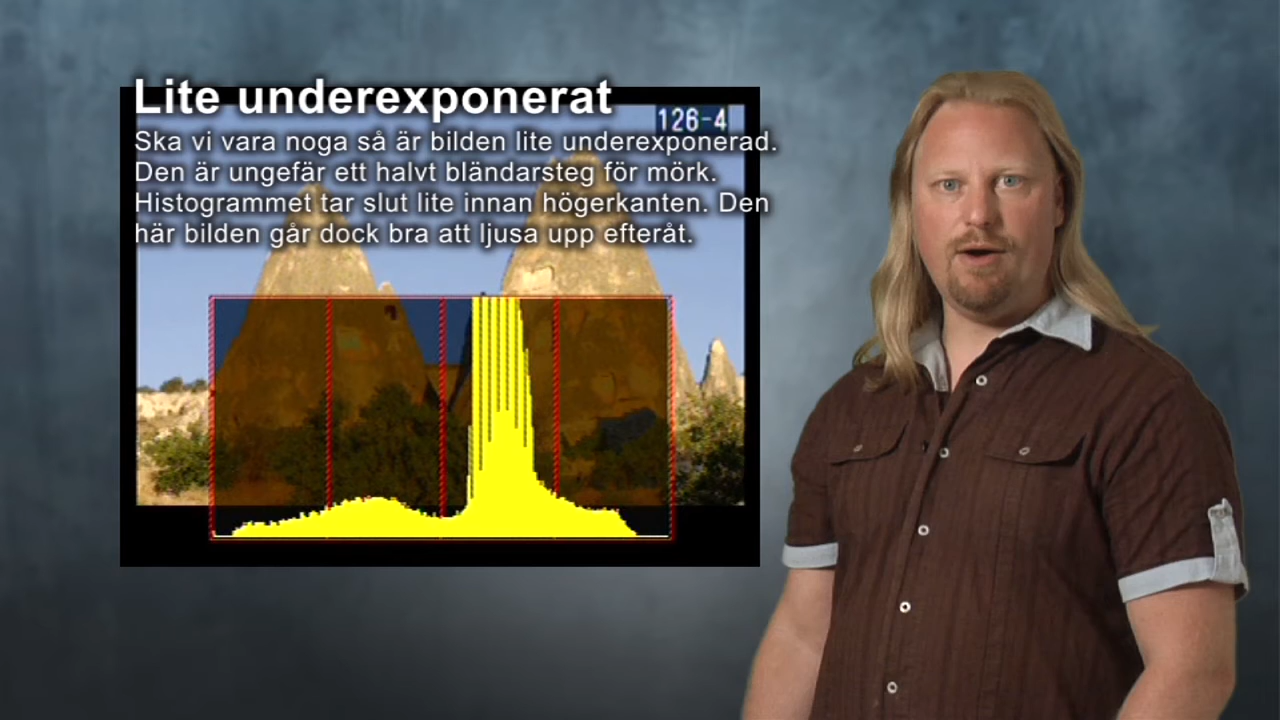 Lite underexponerat
126-4
Ska vi vara noga så är bilden lite underexponerad.
Den är ungefär ett halvt bländarsteg för mörk.
Histogrammet tar slut lite innan högerkanten. Den
här bilden går dock bra att ljusa upp efteråt.